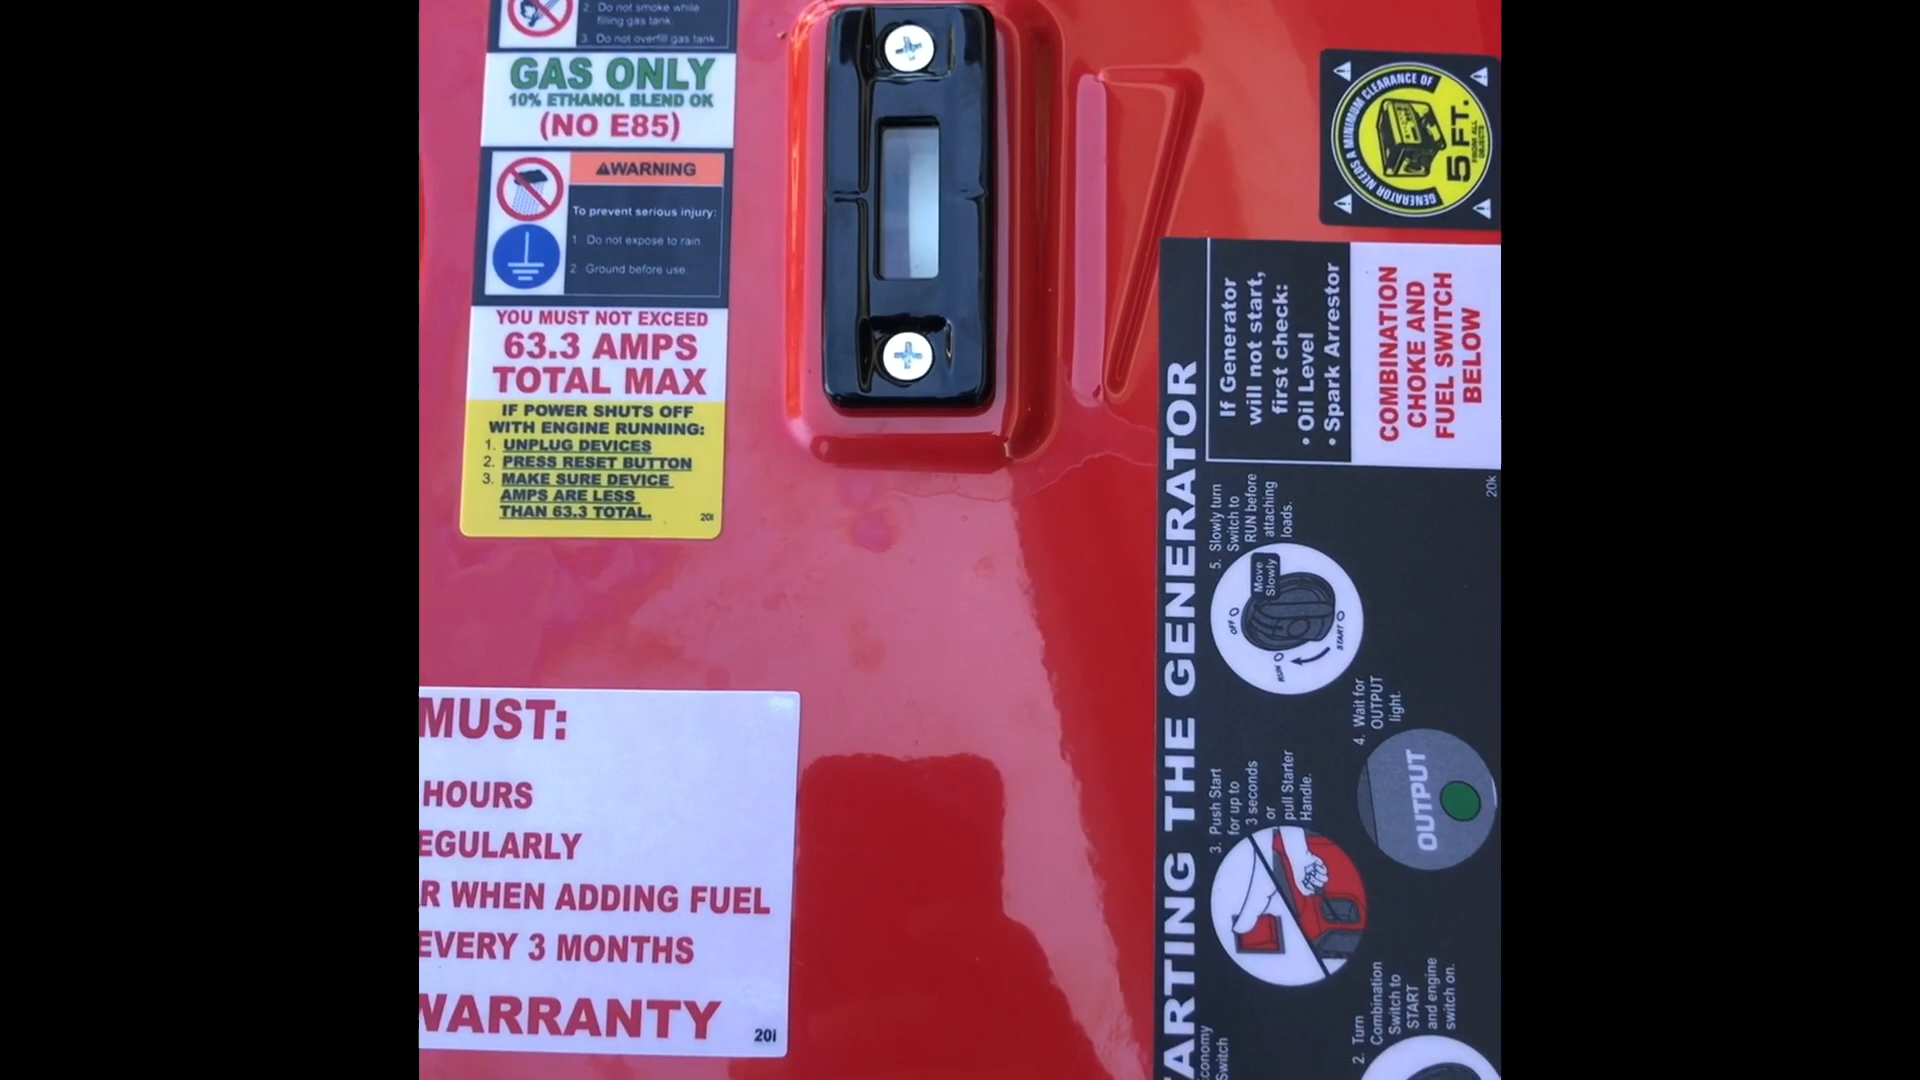 2. Do not smoke while
filling gas tank.
3. Do not overfill gas tank
GAS ONLY
10% ETHANOL BLEND OK
(NO E85)
WARNING
To prevent serious injury:
1. Do not expose to rain
2. Ground before use.
YOU MUST NOT EXCEED
63.3 AMPS
TOTAL MAX
IF POWER SHUTS OFF
WITH ENGINE RUNNING:
1. UNPLUG DEVICES
2. PRESS RESET BUTTON
3. MAKE SURE DEVICE
AMPS ARE LESS
THAN 63.3 TOTAL.
20l
MUST:
HOURS
EGULARLY
R WHEN ADDING FUEL
EVERY 3 MONTHS
WARRANTY
20i
GENERATOR NEEDS A MINIMUM CLEARANCE OF
5 FT.
FROM ALL
OBJECTS
ARTING THE GENERATOR
If Generator
will not start,
first check:
• Oil Level
• Spark Arrestor
COMBINATION
CHOKE AND
FUEL SWITCH
BELOW
20k
conomy
Switch
2. Turn
Combination
Switch to
START
and engine
switch on.
3. Push Start
for up to
3 seconds
or
pull Starter
Handle.
4. Wait for
OUTPUT
light.
OUTPUT
5. Slowly turn
Switch to
RUN before
attaching
loads.
Move
Slowly
OFF
RUN
START